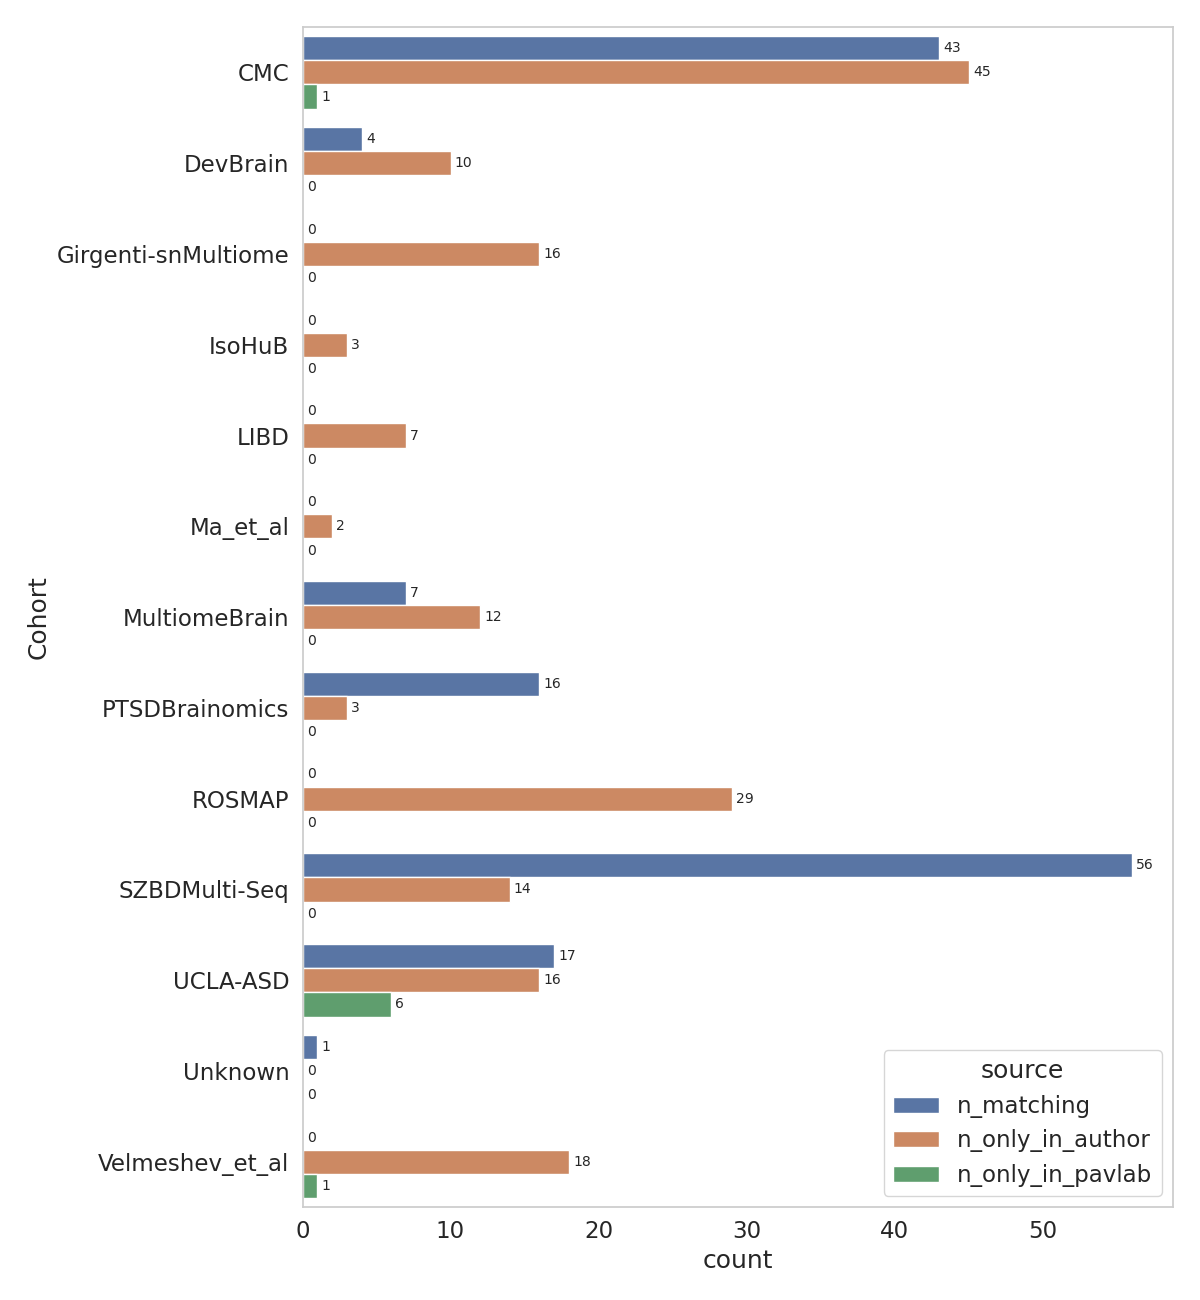 CMC
43
45
1
DevBrain
4
10
0
Girgenti-snMultiome
0
16
0
IsoHuB
0
3
0
LIBD
0
7
0
Ma_et_al
0
2
0
MultiomeBrain
7
12
0
PTSDBrainomics
16
3
0
ROSMAP
0
29
0
SZBDMulti-Seq
56
14
0
UCLA-ASD
17
16
6
Unknown
1
0
0
Velmeshev_et_al
0
18
1
Cohort
source
n_matching
n_only_in_author
n_only_in_pavlab
0 10 20 30 40 50
count